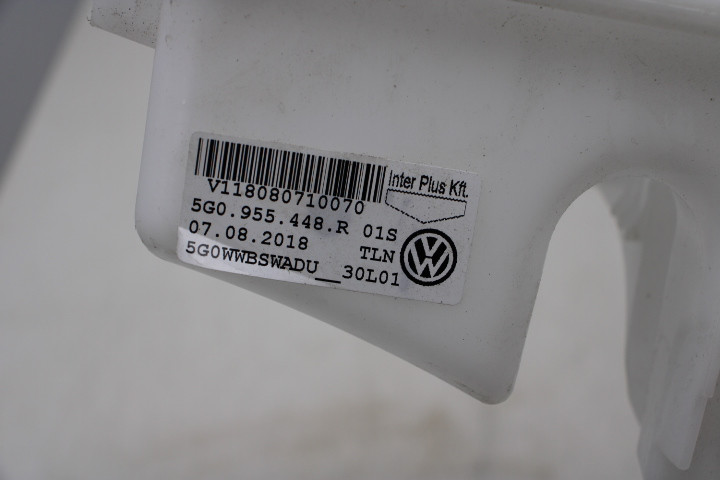 Inter Plus Kft.
V118080710070
5G0.955.448.R 01S
07.08.2018 TLN
5G0WWBSWADU__30L01